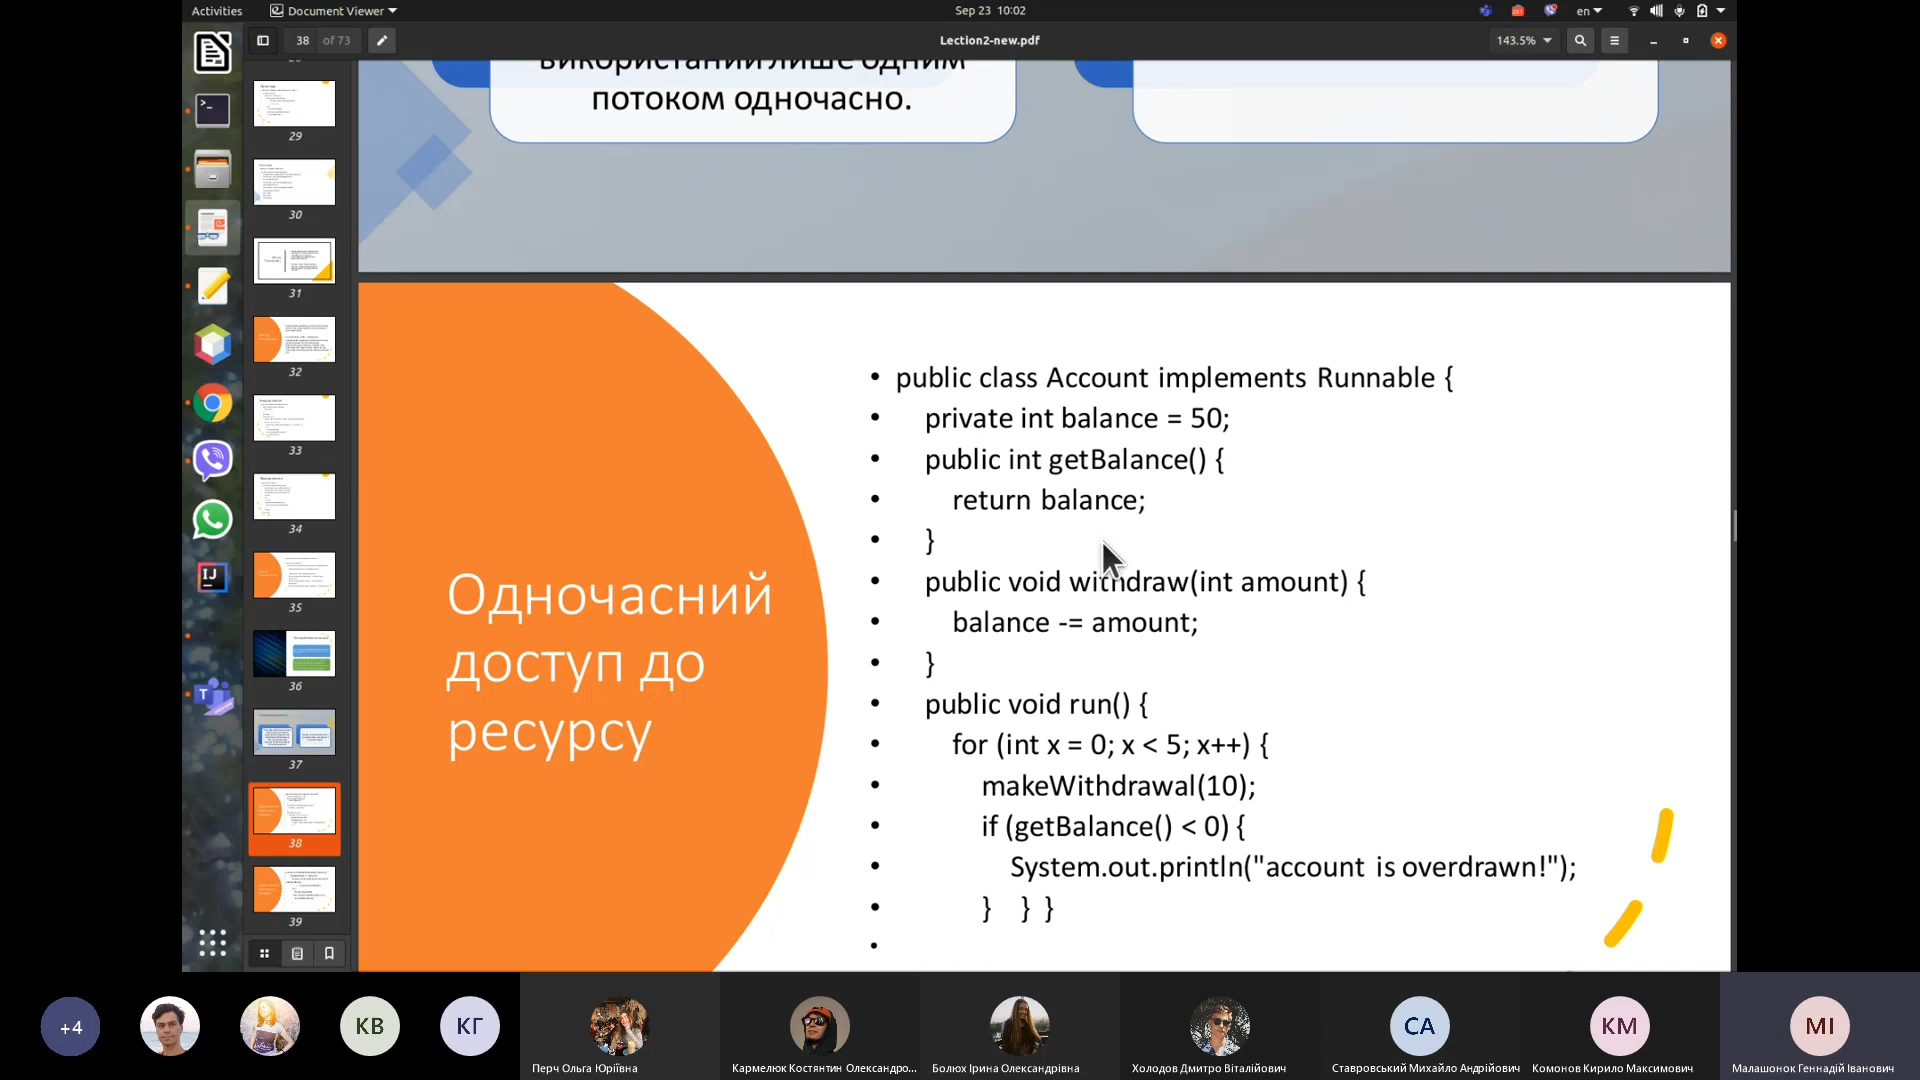 Activities
Document Viewer
Sep 23 10:02
en
38
of 73
Lection2-new.pdf
143.5%
29
30
31
32
33
34
35
36
37
38
39
використанні лише одним
потоком одночасно.
Одночасний
доступ до
ресурсу
• public class Account implements Runnable {
• private int balance = 50;
• public int getBalance() {
• return balance;
• }
• public void withdraw(int amount) {
• balance -= amount;
• }
• public void run() {
• for (int x = 0; x < 5; x++) {
• makeWithdrawal(10);
• if (getBalance() < 0) {
• System.out.println("account is overdrawn!");
• } } }
•
+4
КВ
КГ
СА
КМ
МІ
Перч Ольга Юріївна
Кармелюк Костянтин Олександро...
Болюх Ірина Олександрівна
Холодов Дмитро Віталійович
Ставровський Михайло Андрійович
Комонов Кирило Максимович
Малашонок Геннадій Іванович